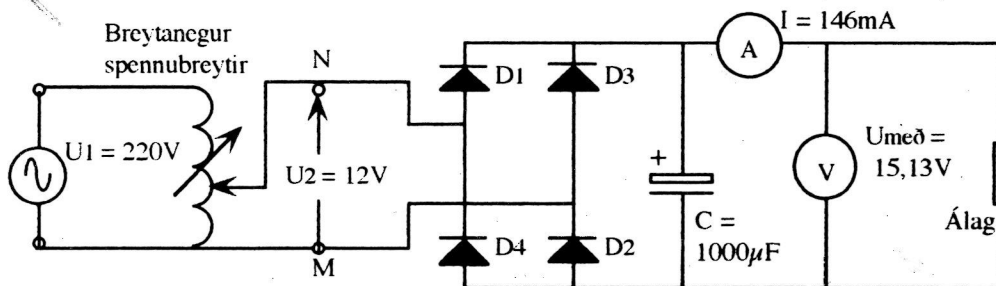 Breytanegur
spennubreytir
U1 = 220V
N
U2 = 12V
M
D1
D3
D4
D2
+
C =
1000μF
I = 146mA
A
V
Umeð =
15,13V
Álag